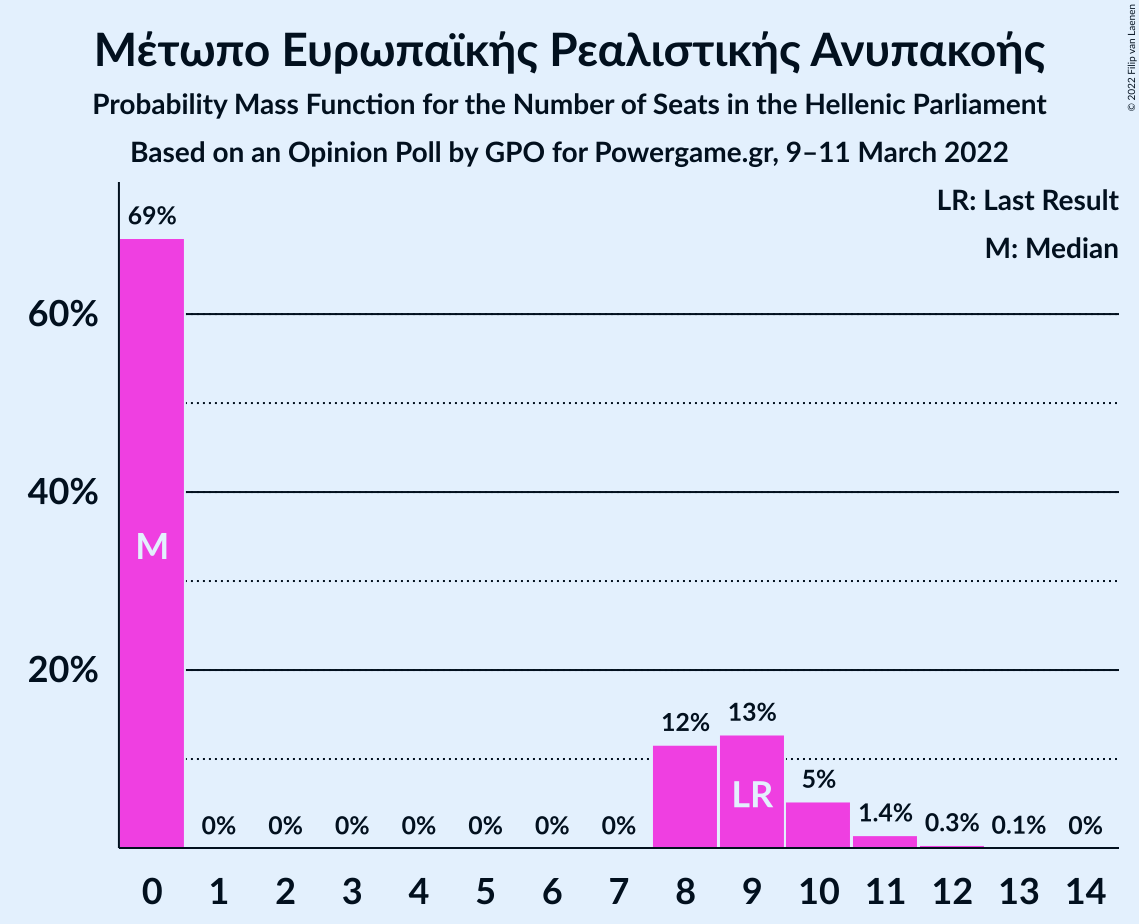 Μέτωπο Ευρωπαϊκής Ρεαλιστικής Ανυπακοής
Probability Mass Function for the Number of Seats in the Hellenic Parliament
Based on an Opinion Poll by GPO for Powergame.gr, 9–11 March 2022
© 2022 Filip van Laenen
LR: Last Result
M: Median
60%
40%
20%
69%
0%
0%
0%
0%
0%
0%
0%
12%
13%
5%
1.4%
0.3%
0.1%
0%
M
LR
0 1 2 3 4 5 6 7 8 9 10 11 12 13 14